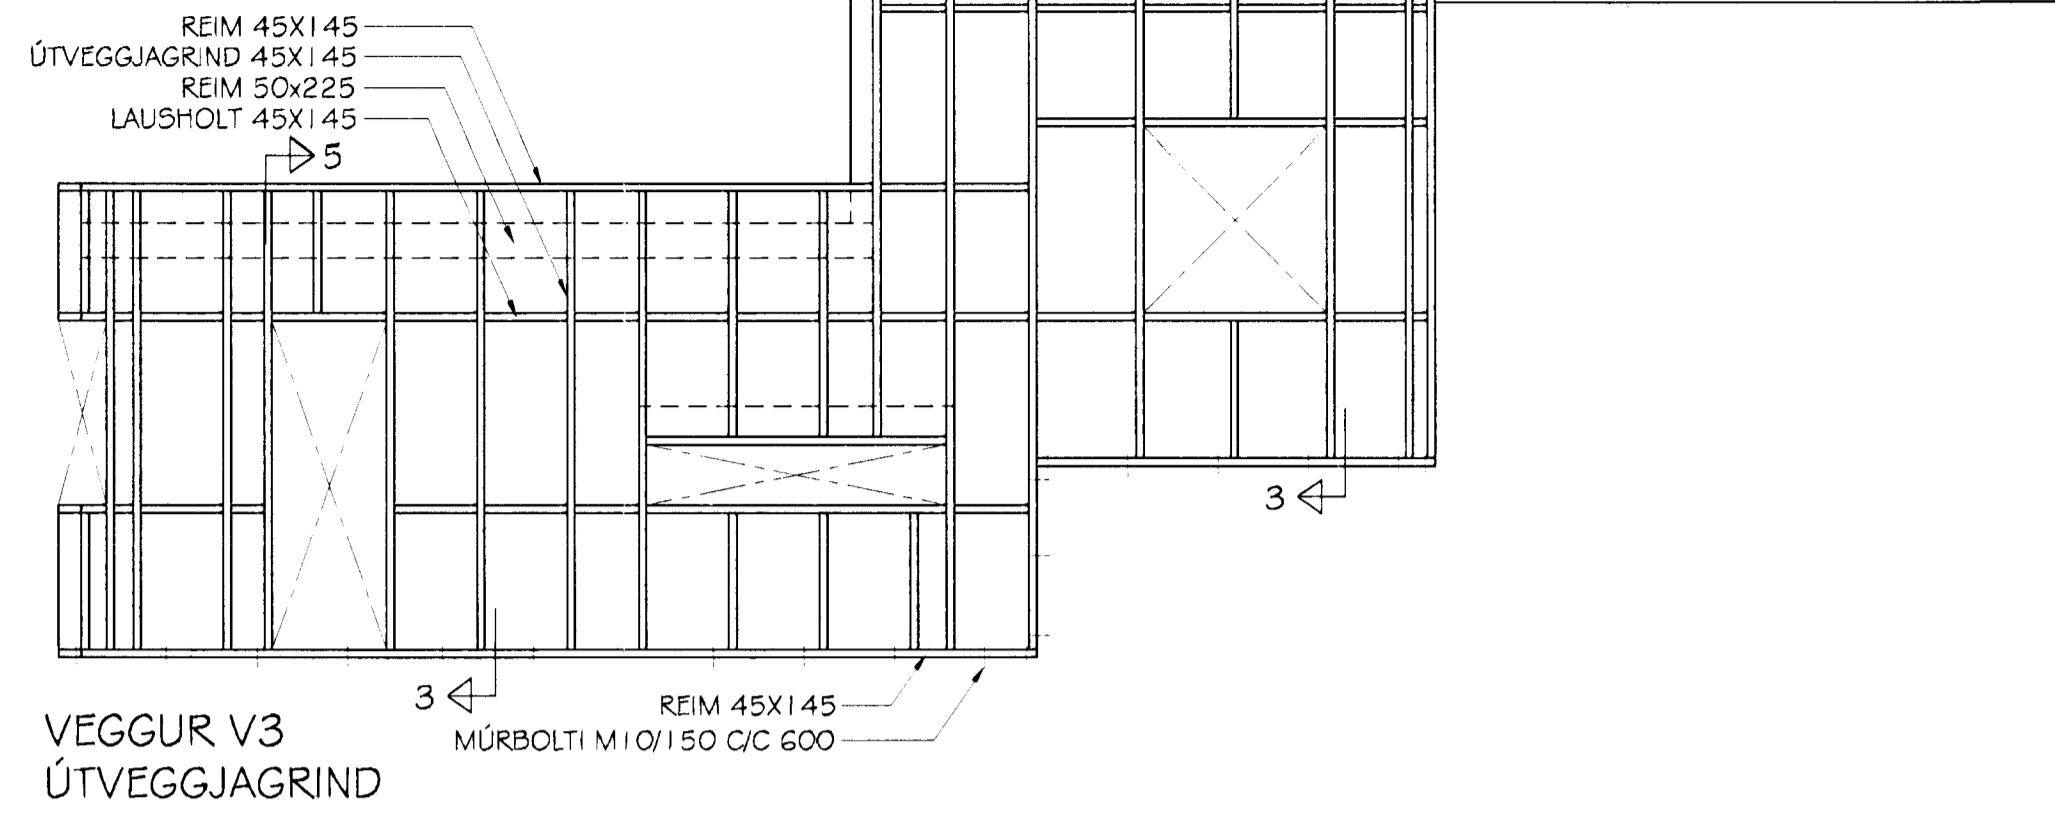 REIM 45X145
ÚTVEGGJAGRIND 45X145
REIM 50x225
LAUSHOLT 45X145
5
3
3
REIM 45X145
MÚRBOLTI M10/150 C/C 600
VEGGUR V3
ÚTVEGGJAGRIND